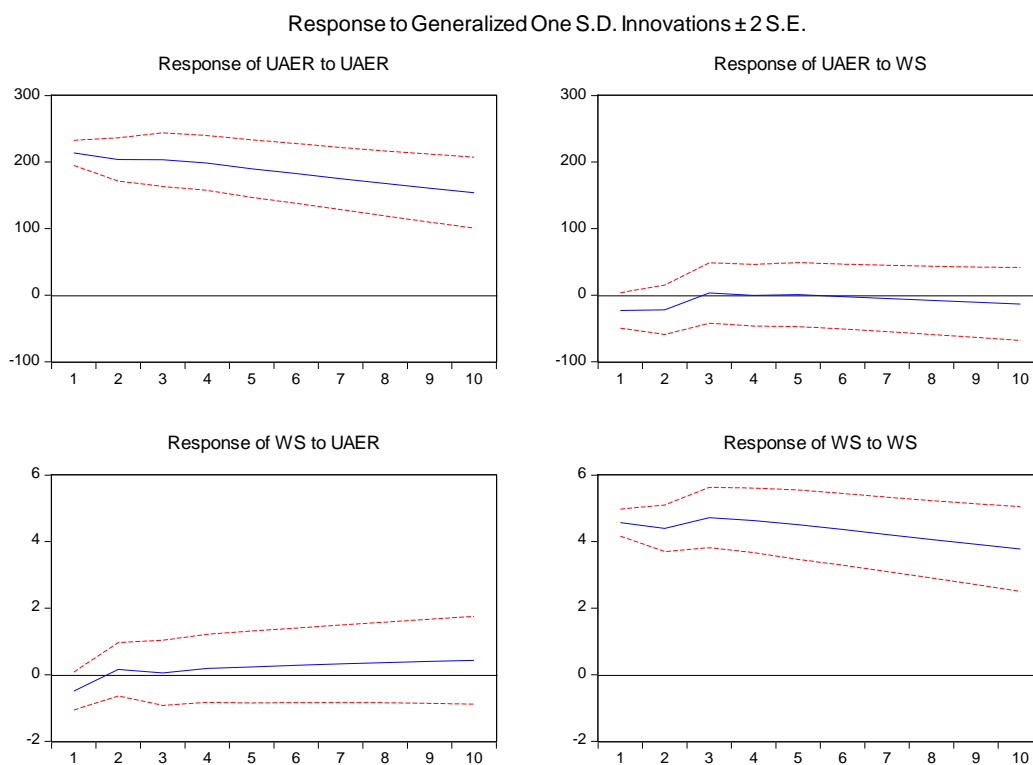 Response to Generalized One S.D. Innovations ± 2 S.E.
Response of UAER to UAER
300
200
100
0
-100
1 2 3 4 5 6 7 8 9 10
Response of UAER to WS
300
200
100
0
-100
1 2 3 4 5 6 7 8 9 10
Response of WS to UAER
6
4
2
0
-2
1 2 3 4 5 6 7 8 9 10
Response of WS to WS
6
4
2
0
-2
1 2 3 4 5 6 7 8 9 10